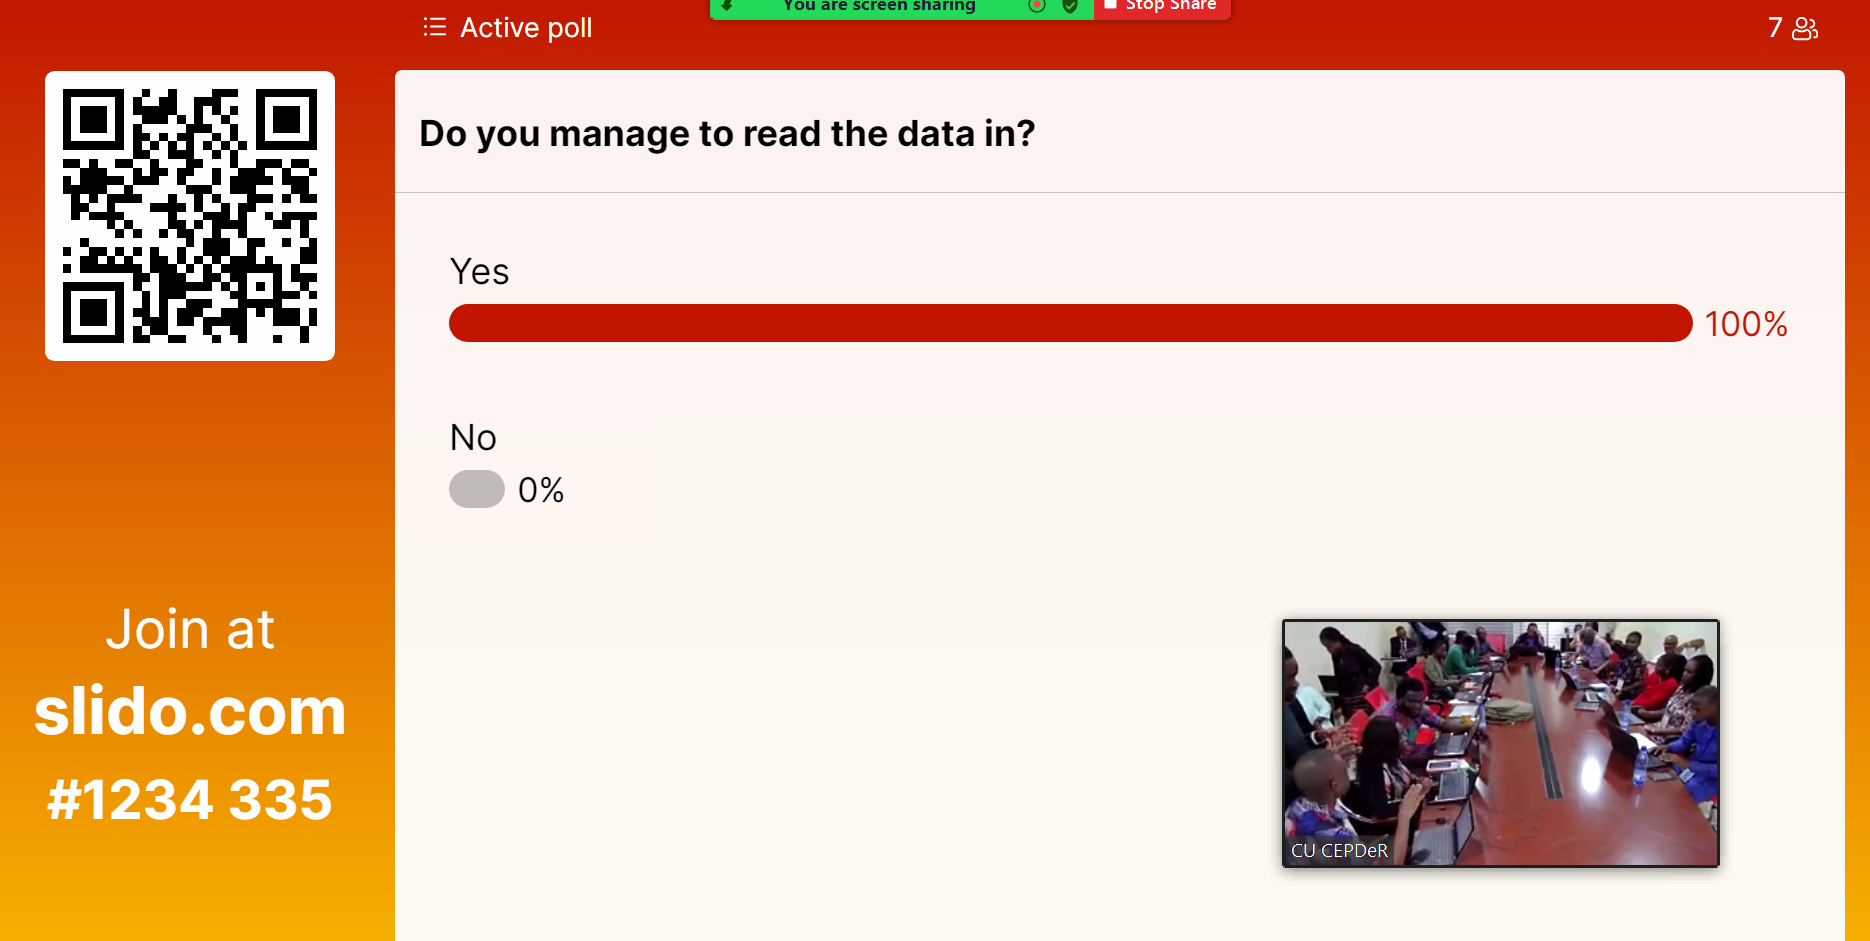 You are screen sharing
Stop Share
Active poll
7
Do you manage to read the data in?
Yes
100%
No
0%
Join at
slido.com
#1234 335
CU CEPDeR